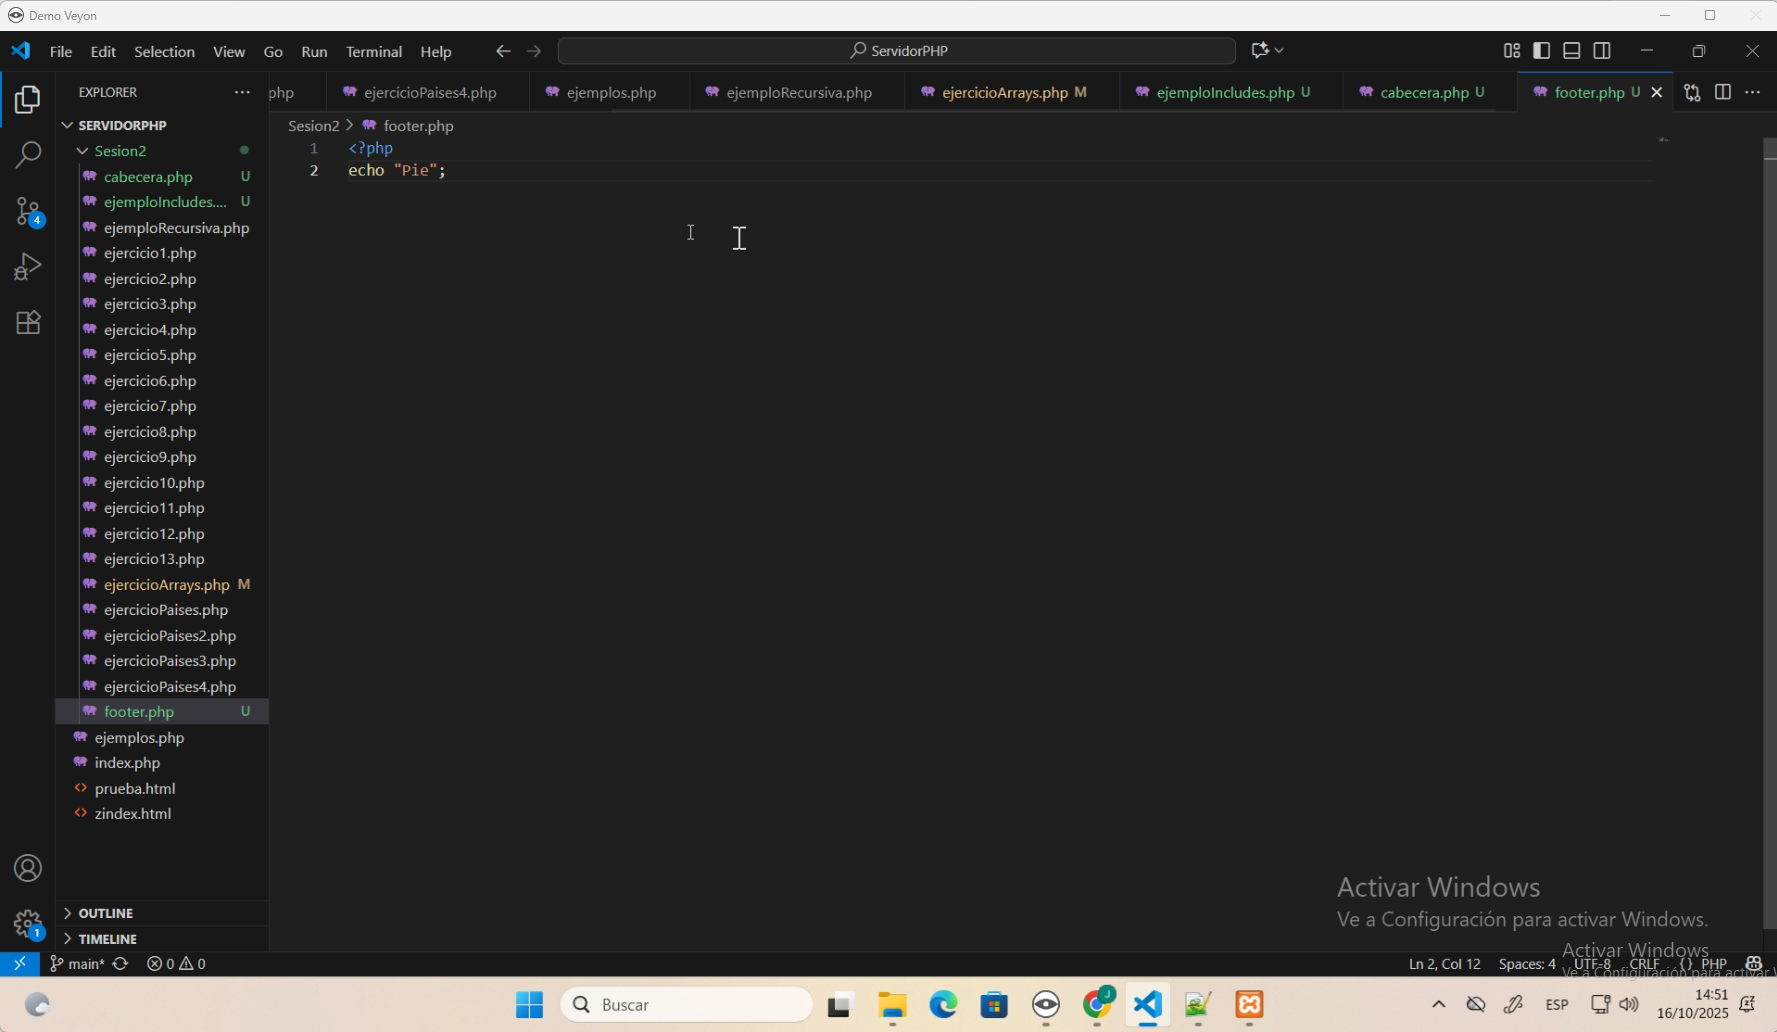 Demo Veyon
File Edit Selection View Go Run Terminal Help
ServidorPHP
EXPLORER
php
ejercicioPaises4.php
ejemplos.php
ejemploRecursiva.php
ejercicioArrays.php M
ejemploIncludes.php U
cabecera.php U
footer.php U
SERVIDORPHP
Sesion2 > footer.php
1 <?php
2 echo "Pie";
Sesion2
cabecera.php U
ejemploIncludes.... U
ejemploRecursiva.php
ejercicio1.php
ejercicio2.php
ejercicio3.php
ejercicio4.php
ejercicio5.php
ejercicio6.php
ejercicio7.php
ejercicio8.php
ejercicio9.php
ejercicio10.php
ejercicio11.php
ejercicio12.php
ejercicio13.php
ejercicioArrays.php M
ejercicioPaises.php
ejercicioPaises2.php
ejercicioPaises3.php
ejercicioPaises4.php
footer.php U
ejemplos.php
index.php
prueba.html
zindex.html
4
OUTLINE
TIMELINE
1
Activar Windows
Ve a Configuración para activar Windows.
Activar Windows
Ve a Configuración para activar W
main* 0 0
Ln 2, Col 12 Spaces: 4 UTF-8 CRLF {} PHP
Buscar
J
ESP
14:51
16/10/2025